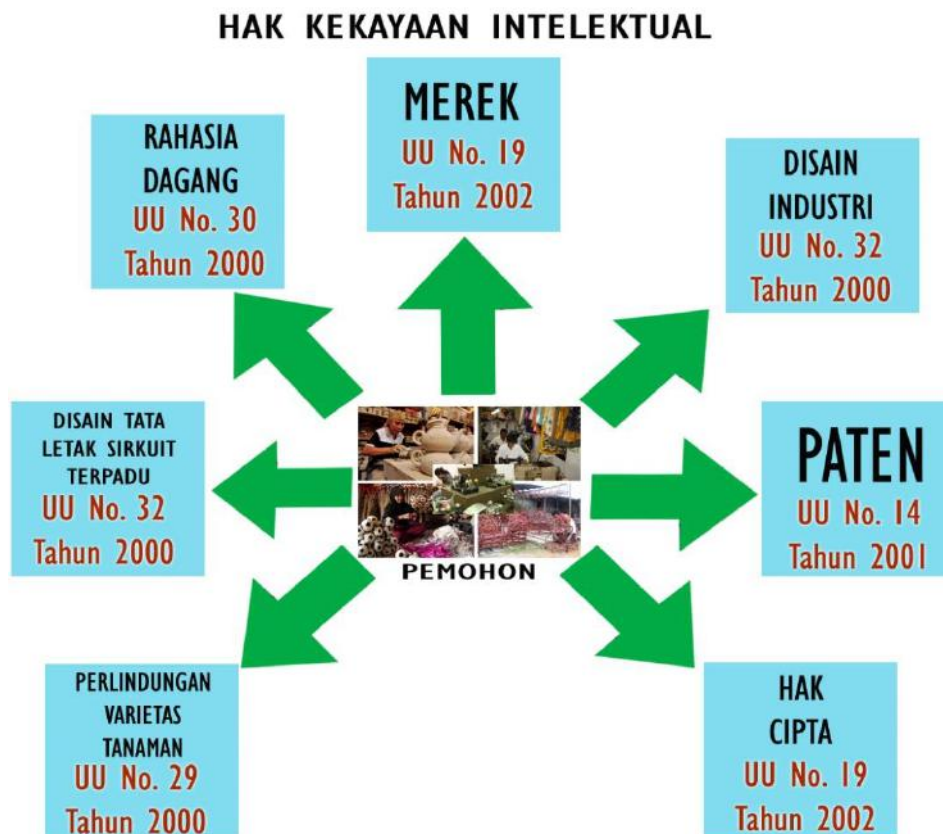 HAK KEKAYAAN INTELEKTUAL
MEREK
UU No. 19
Tahun 2002
RAHASIA
DAGANG
UU No. 30
Tahun 2000
DISAIN
INDUSTRI
UU No. 32
Tahun 2000
DISAIN TATA
LETAK SIRKUIT
TERPADU
UU No. 32
Tahun 2000
PEMOHON
PATEN
UU No. 14
Tahun 2001
PERLINDUNGAN
VARIETAS
TANAMAN
UU No. 29
Tahun 2000
HAK
CIPTA
UU No. 19
Tahun 2002